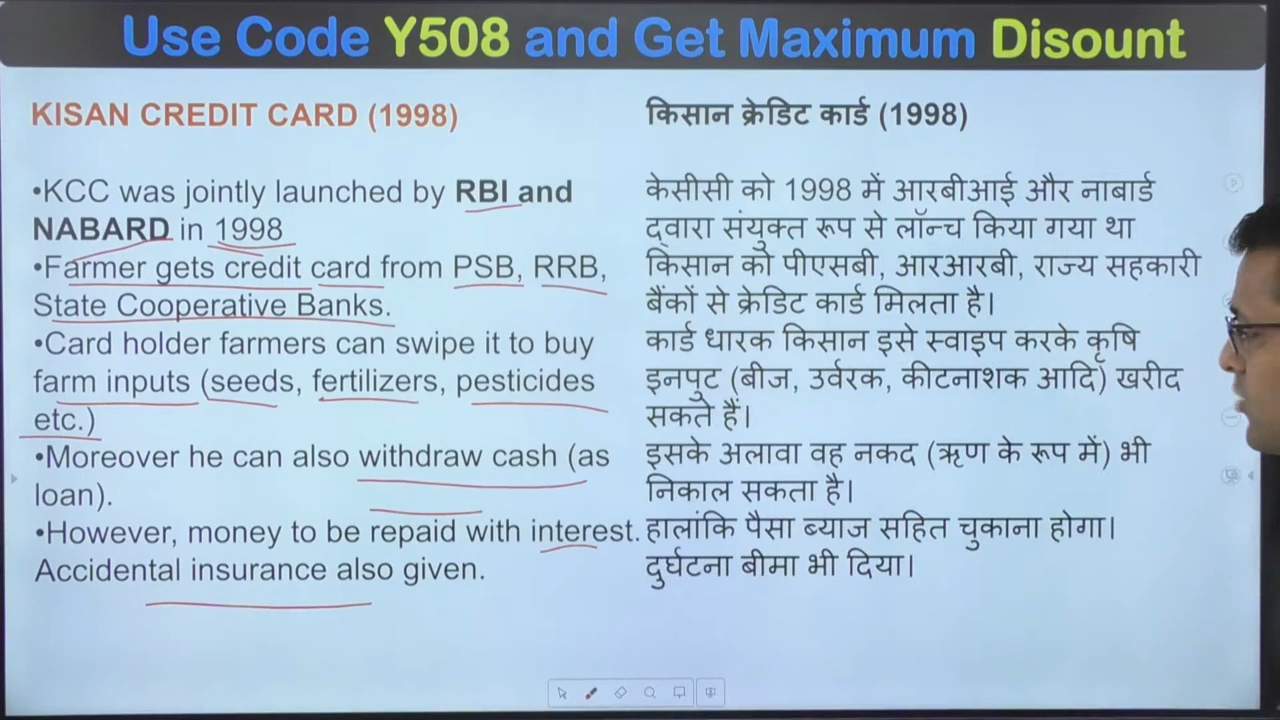 Use Code Y508 and Get Maximum Disount
KISAN CREDIT CARD (1998)
•KCC was jointly launched by RBI and
NABARD in 1998
•Farmer gets credit card from PSB, RRB,
State Cooperative Banks.
•Card holder farmers can swipe it to buy
farm inputs (seeds, fertilizers, pesticides
etc.)
•Moreover he can also withdraw cash (as
loan).
•However, money to be repaid with interest.
Accidental insurance also given.
किसान क्रेडिट कार्ड (1998)
केसीसी को 1998 में आरबीआई और नाबार्ड
द्वारा संयुक्त रूप से लॉन्च किया गया था
किसान को पीएसबी, आरआरबी, राज्य सहकारी
बैंकों से क्रेडिट कार्ड मिलता है।
कार्ड धारक किसान इसे स्वाइप करके कृषि
इनपुट (बीज, उर्वरक, कीटनाशक आदि) खरीद
सकते हैं।
इसके अलावा वह नकद (ऋण के रूप में) भी
निकाल सकता है।
हालांकि पैसा ब्याज सहित चुकाना होगा।
दुर्घटना बीमा भी दिया।